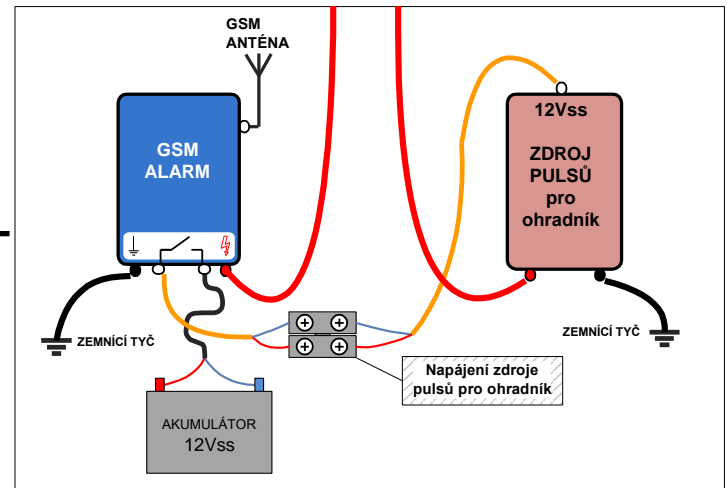 GSM
ANTÉNA
GSM
ALARM
12Vss
ZDROJ
PULSŮ
pro
ohradník
ZEMNÍCÍ TYČ
ZEMNÍCÍ TYČ
Napájení zdroje
pulsů pro ohradník
AKUMULÁTOR
12Vss